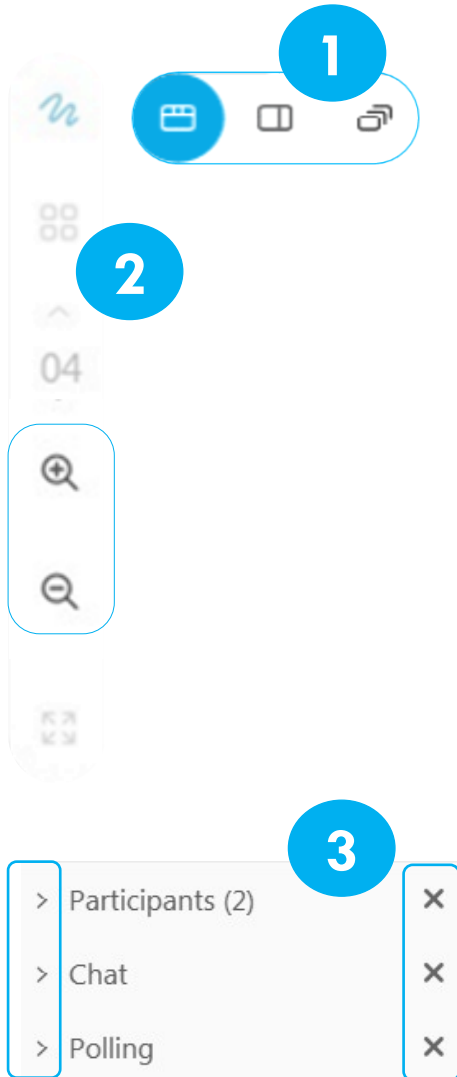 1
2
04
3
> Participants (2) ×
> Chat ×
> Polling ×